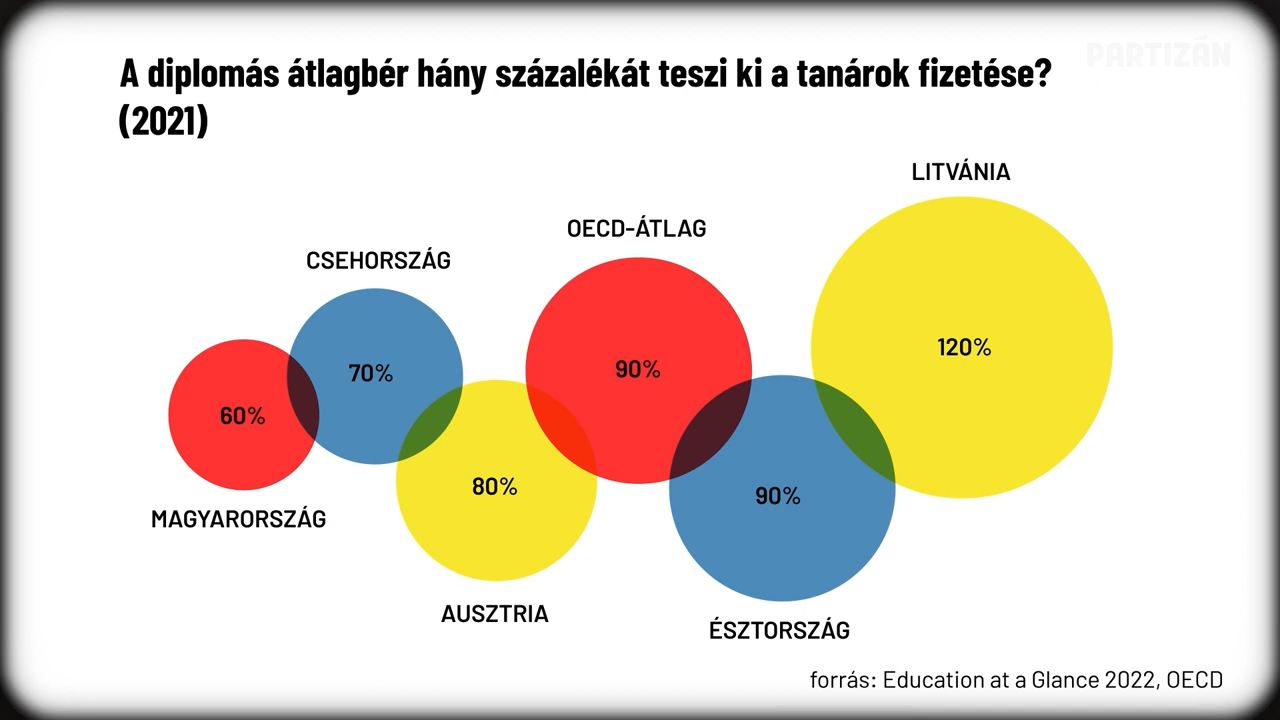 PARTIZÁN
A diplomás átlagbér hány százalékát teszi ki a tanárok fizetése?
(2021)
LITVÁNIA
OECD-ÁTLAG
CSEHORSZÁG
120%
90%
70%
60%
80%
90%
MAGYARORSZÁG
AUSZTRIA
ÉSZTORSZÁG
forrás: Education at a Glance 2022, OECD